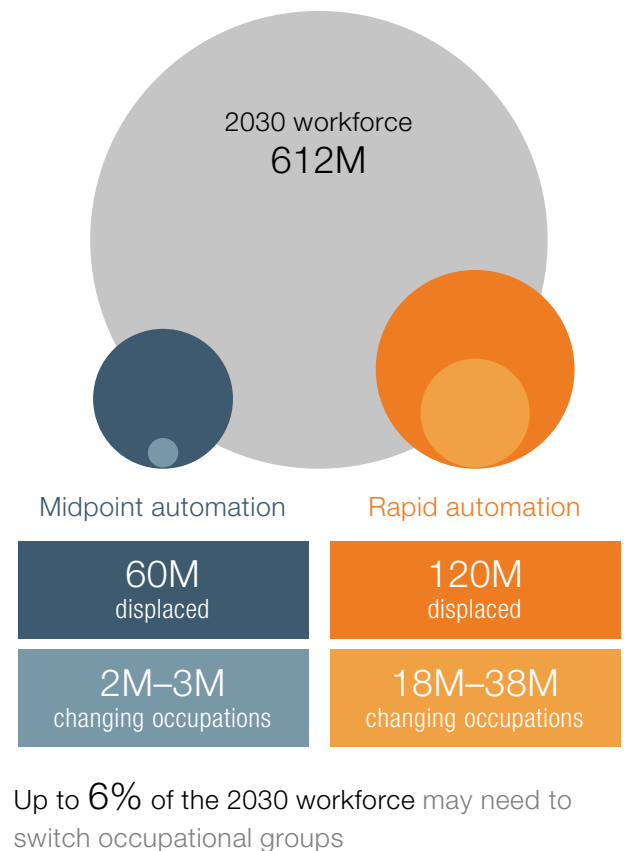 2030 workforce
612M
Midpoint automation
Rapid automation
60M
displaced
120M
displaced
2M–3M
changing occupations
18M–38M
changing occupations
Up to 6% of the 2030 workforce may need to
switch occupational groups